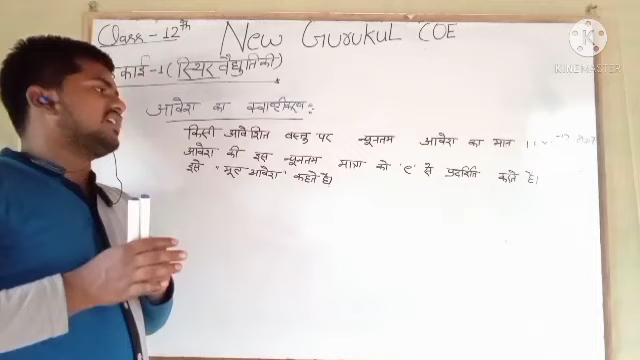 Class - 12th New Gurukul COE
इकाई-1 (स्थिर वैद्युतिकी)
आवेश का क्वाण्टीकरण :-
किसी आवेशित वस्तु पर न्यूनतम आवेश का मान
आवेश की इस न्यूनतम मात्रा को 'e' से प्रदर्शित करते हैं।
इसे "मूल आवेश" कहते हैं।
KINEMASTER